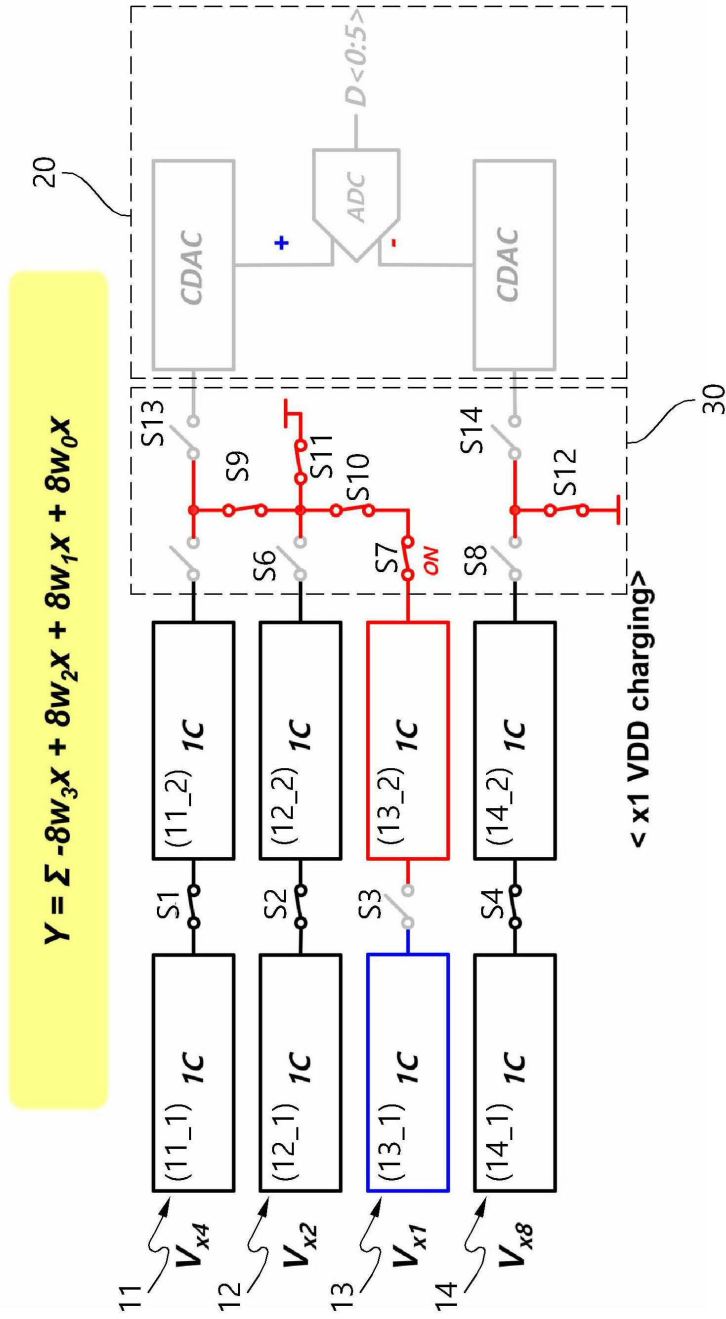 Y = Σ -8w₃x + 8w₂x + 8w₁x + 8w₀x
20
11
Vx4
(11_1) 1C
S1
(11_2) 1C
S13
CDAC
S9
12
Vx2
(12_1) 1C
S2
(12_2) 1C
S6
S11
+
ADC
D<0:5>
-
S10
13
Vx1
(13_1) 1C
S3
(13_2) 1C
S7
ON
14
Vx8
(14_1) 1C
S4
(14_2) 1C
S8
S14
CDAC
S12
30
< x1 VDD charging>